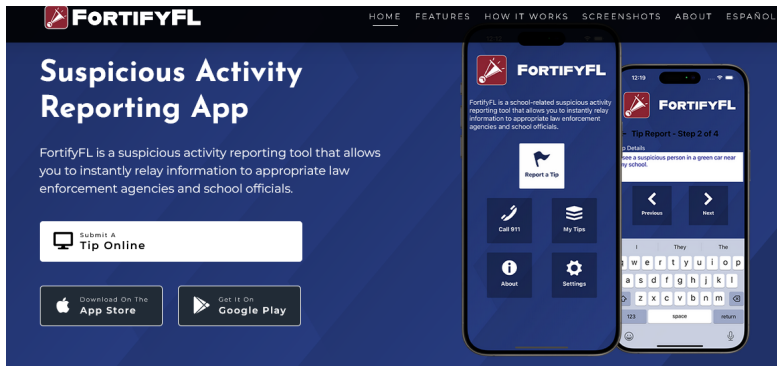 FORTIFYFL
HOME FEATURES HOW IT WORKS SCREENSHOTS ABOUT ESPAÑOL
Suspicious Activity
Reporting App
FortifyFL is a suspicious activity reporting tool that allows
you to instantly relay information to appropriate law
enforcement agencies and school officials.
Submit A
Tip Online
Download On The
App Store
Get It On
Google Play
12:12
FORTIFYFL
FortifyFL is a school-related suspicious activity
reporting tool that allows you to instantly relay
information to appropriate law enforcement
agencies and school officials.
Report a Tip
Call 911
My Tips
About
Settings
12:19
FORTIFYFL
Tip Report - Step 2 of 4
p Details
see a suspicious person in a green car near
my school.
Previous
Next
I They The
q w e r t y u i o p
a s d f g h j k l
z x c v b n m
123 space return